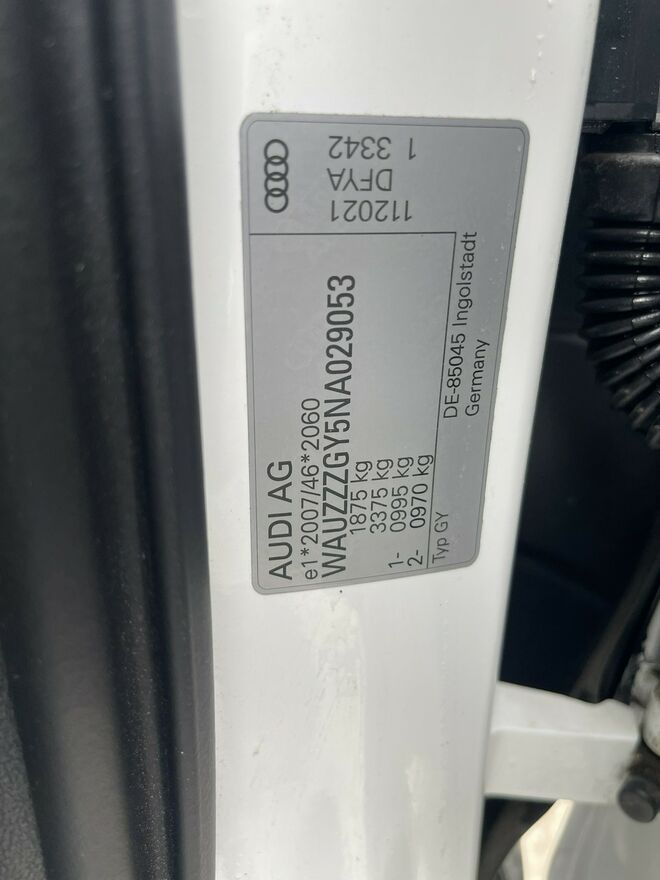 AUDI AG
e1*2007/46*2060
WAUZZZGY5NA029053
1875 kg
3375 kg
1- 0995 kg
2- 0970 kg
Typ GY
DE-85045 Ingolstadt
Germany
112021
DFYA
1 3342